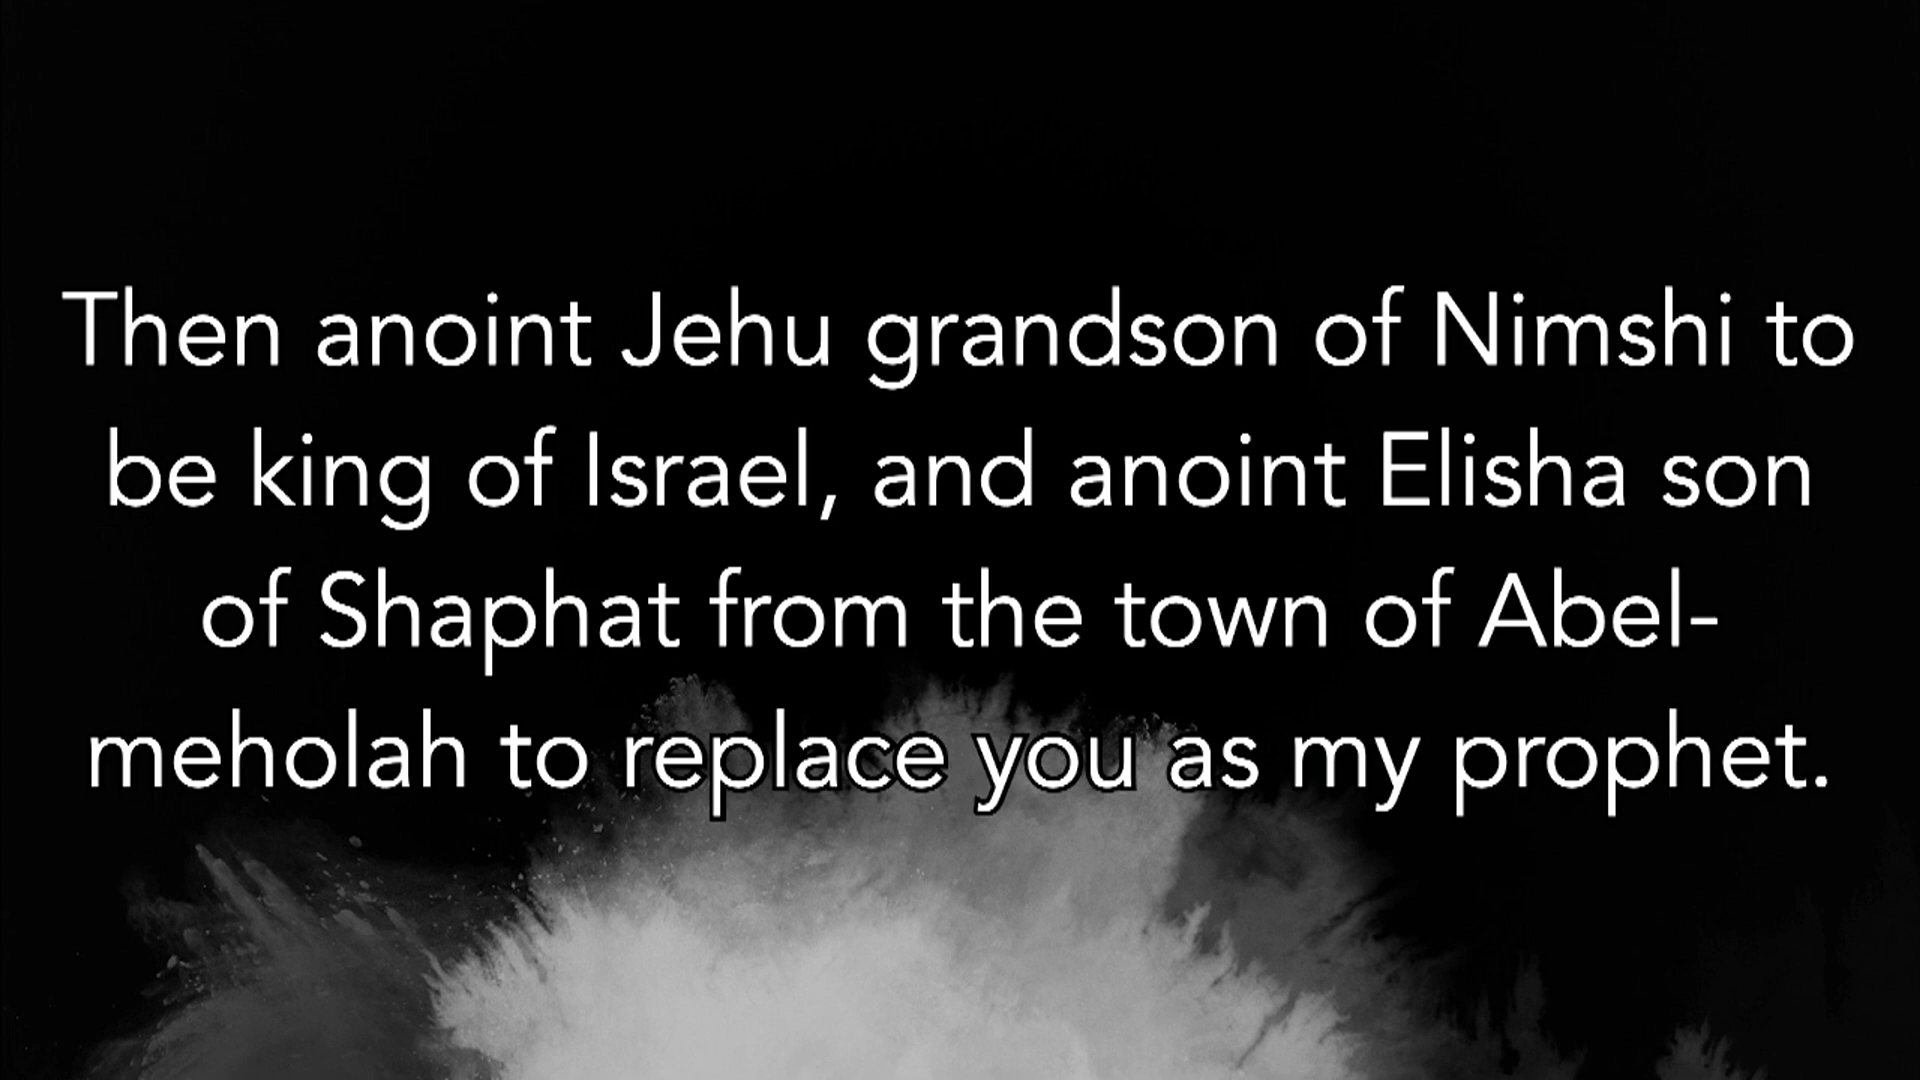 Then anoint Jehu grandson of Nimshi to
be king of Israel, and anoint Elisha son
of Shaphat from the town of Abel-
meholah to replace you as my prophet.